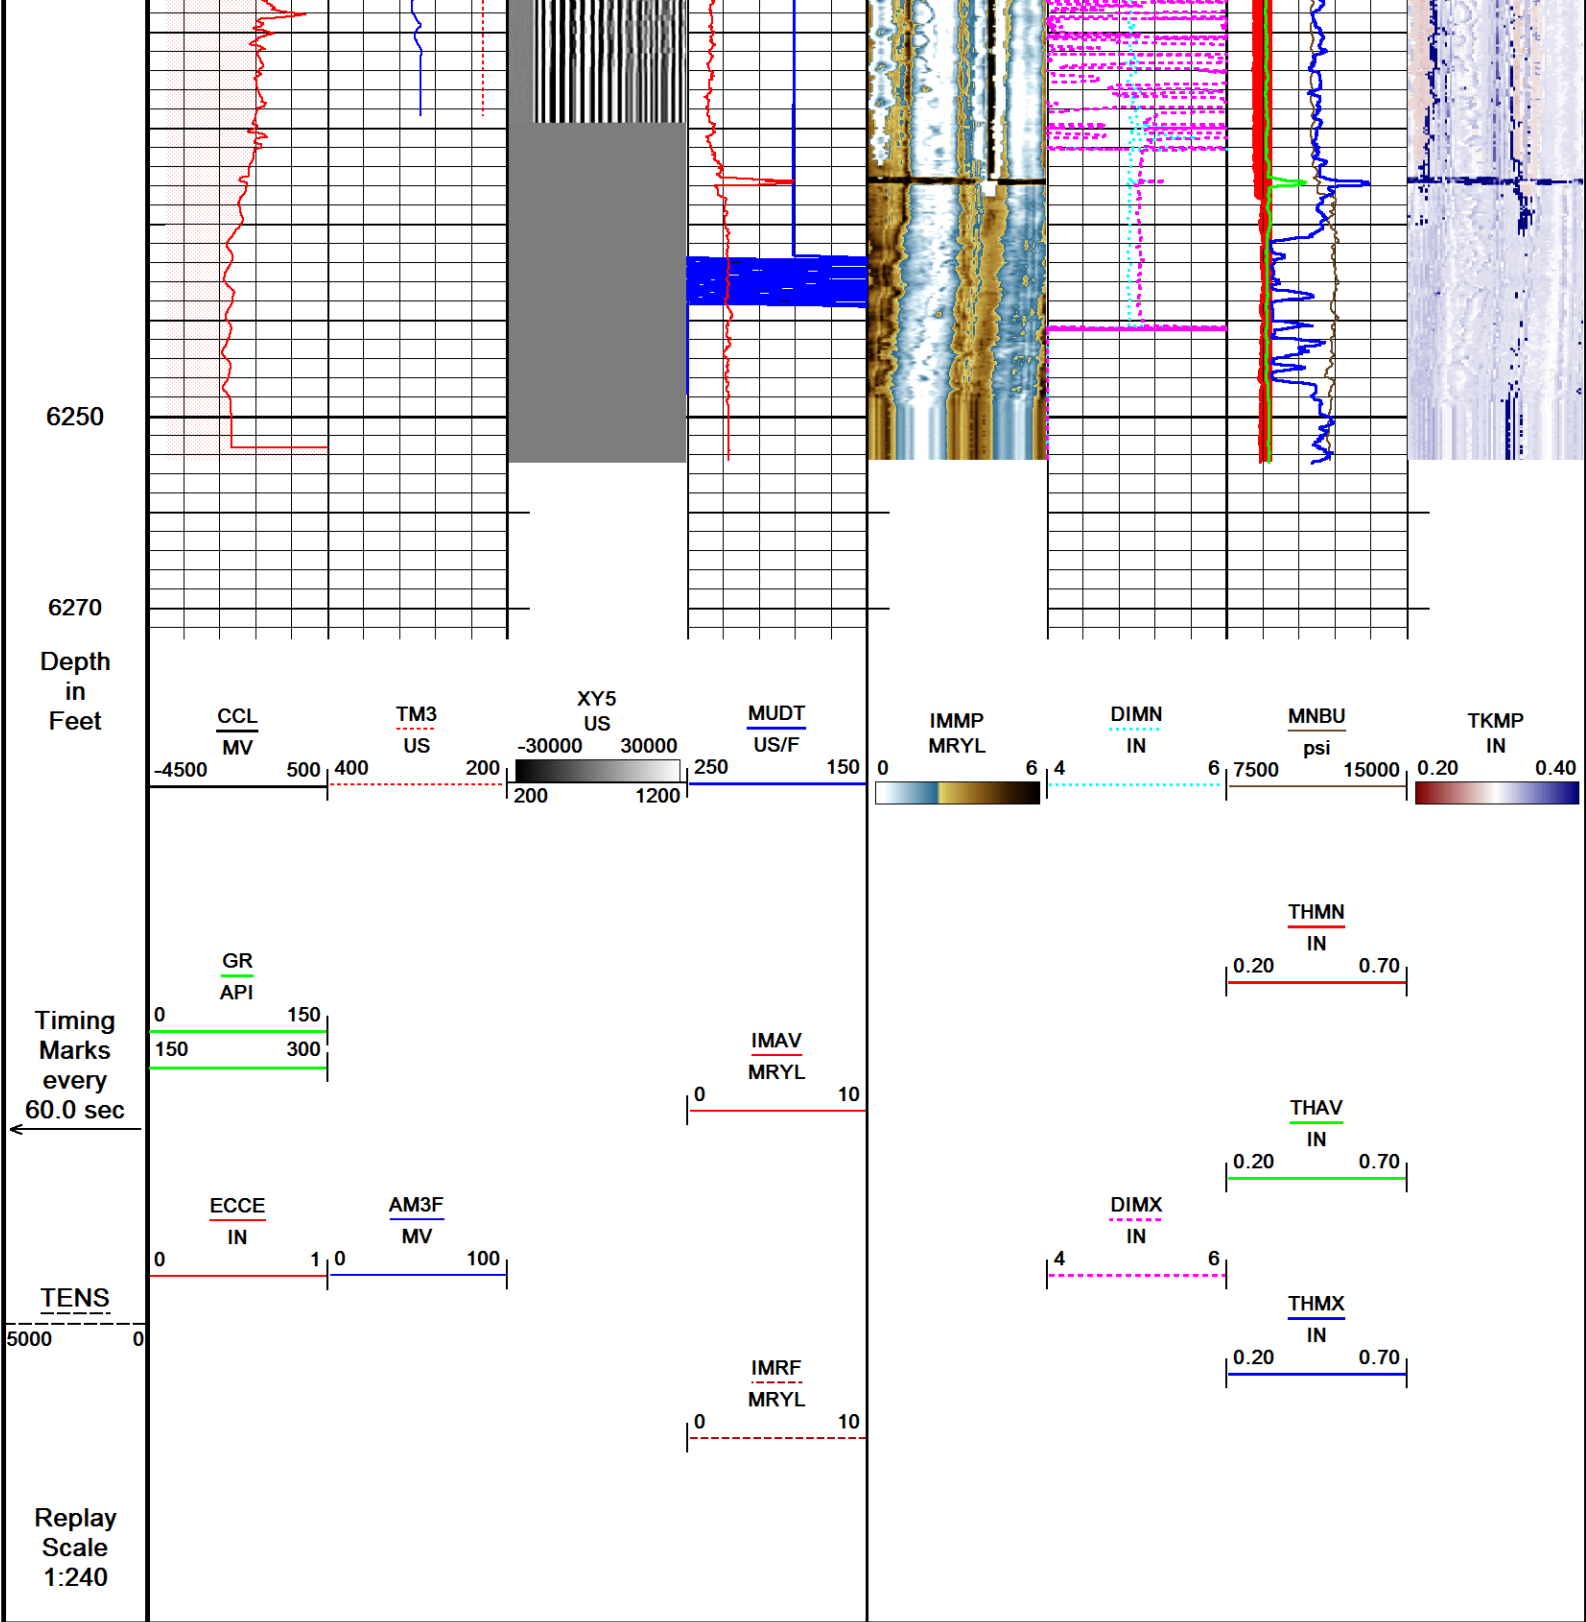 6250
6270
Depth
in
Feet
CCL
MV
-4500 500
TM3
US
400 200
XY5
US
-30000 30000
200 1200
MUDT
US/F
250 150
IMMP
MRYL
0 6
DIMN
IN
4 6
MNBU
psi
7500 15000
TKMP
IN
0.20 0.40
THMN
IN
0.20 0.70
GR
API
0 150
150 300
Timing
Marks
every
60.0 sec
IMAV
MRYL
0 10
THAV
IN
0.20 0.70
ECCE
IN
0 1
AM3F
MV
0 100
DIMX
IN
4 6
TENS
5000 0
THMX
IN
0.20 0.70
IMRF
MRYL
0 10
Replay
Scale
1:240